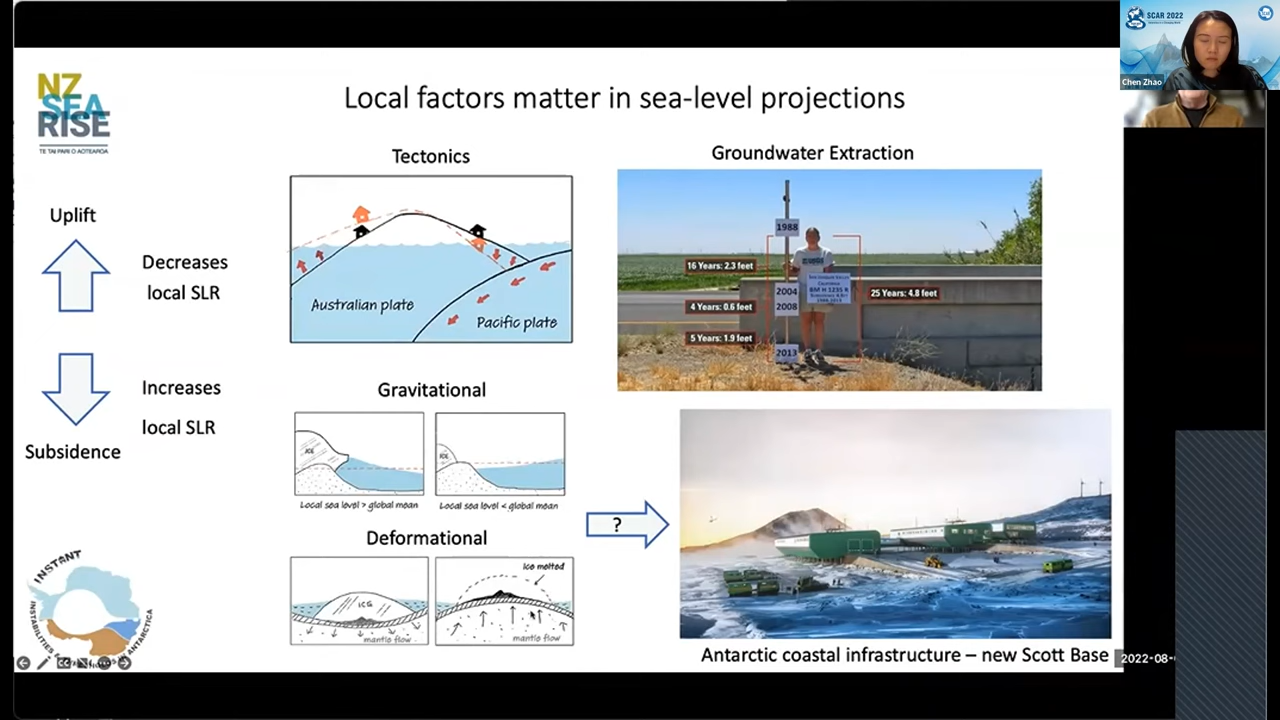 SCAR 2022
Chen Zhao
NZ
SEA
RISE
TE TAI PARI O AOTEAROA
Local factors matter in sea-level projections
Uplift
Decreases
local SLR
Increases
local SLR
Subsidence
Tectonics
Australian plate
Pacific plate
Groundwater Extraction
1988
16 Years: 2.3 feet
2004
2008
4 Years: 0.6 feet
25 Years: 4.8 feet
5 Years: 1.9 feet
2013
BM H 1235 R
Gravitational
ICE
ICE
Local sea level > global mean
Local sea level < global mean
Deformational
ICE
mantle flow
Ice melted
mantle flow
?
Antarctic coastal infrastructure – new Scott Base
2022-08-
INSTANT